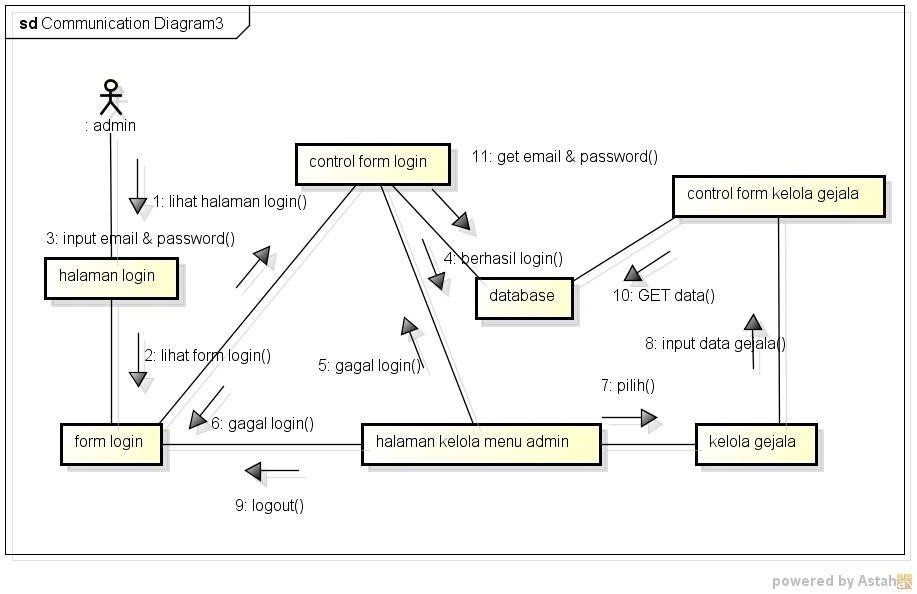 sd Communication Diagram3
: admin
control form login
11: get email & password()
control form kelola gejala
1: lihat halaman login()
3: input email & password()
4: berhasil login()
halaman login
database
10: GET data()
2: lihat form login()
5: gagal login()
8: input data gejala()
7: pilih()
6: gagal login()
form login
halaman kelola menu admin
kelola gejala
9: logout()
powered by Astah